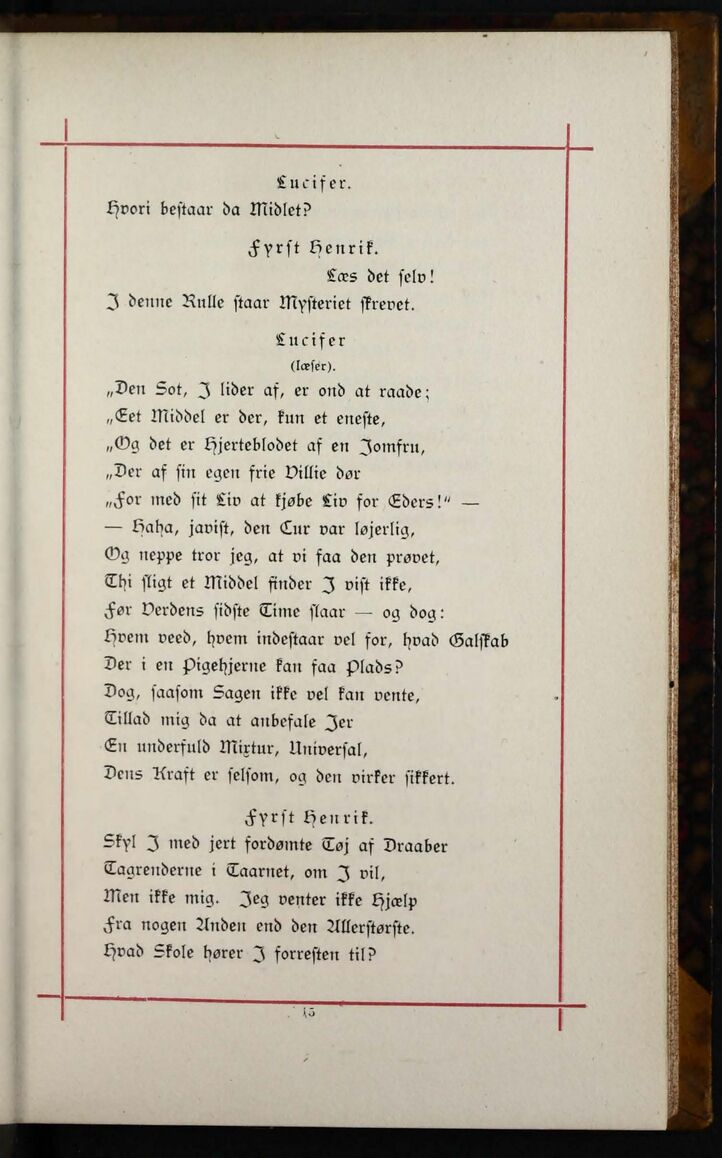 Lucifer.
Hvori bestaar da Midlet?
Fyrst Henrik.
Læs det selv!
I denne Rulle staar Mysteriet skrevet.
Lucifer
(læser).
„Den Sot, I lider af, er ond at raade;
„Eet Middel er der, kun et eneste,
„Og det er Hjerteblodet af en Jomfru,
„Der af sin egen frie Villie dør
„For med sit Liv at kjøbe Liv for Eders!“ —
— Haha, javist, den Cur var løjerlig,
Og neppe tror jeg, at vi faa den prøvet,
Thi sligt et Middel finder I vist ikke,
Før Verdens sidste Time slaar — og dog:
Hvem veed, hvem indestaar vel for, hvad Galskab
Der i en Pigehjerne kan faa Plads?
Dog, saasom Sagen ikke vel kan vente,
Tillad mig da at anbefale Jer
En underfuld Mixtur, Universal,
Dens Kraft er selsom, og den virker sikkert.
Fyrst Henrik.
Skyl I med jert fordømte Tøj af Draaber
Tagrenderne i Taarnet, om I vil,
Men ikke mig. Jeg venter ikke Hjælp
Fra nogen Anden end den Allerstørste.
Hvad Skole hører I forresten til?
15